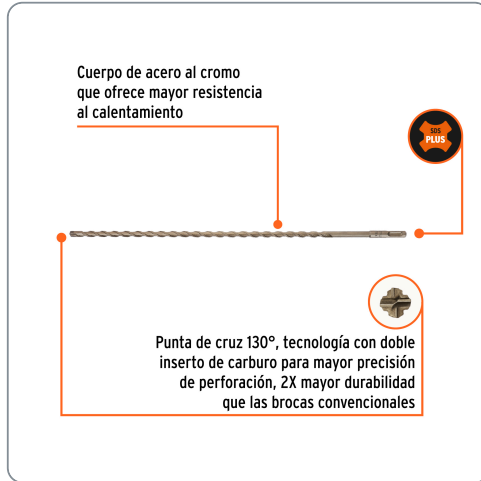 Cuerpo de acero al cromo
que ofrece mayor resistencia
al calentamiento
SDS
PLUS
Punta de cruz 130°, tecnología con doble
inserto de carburo para mayor precisión
de perforación, 2X mayor durabilidad
que las brocas convencionales